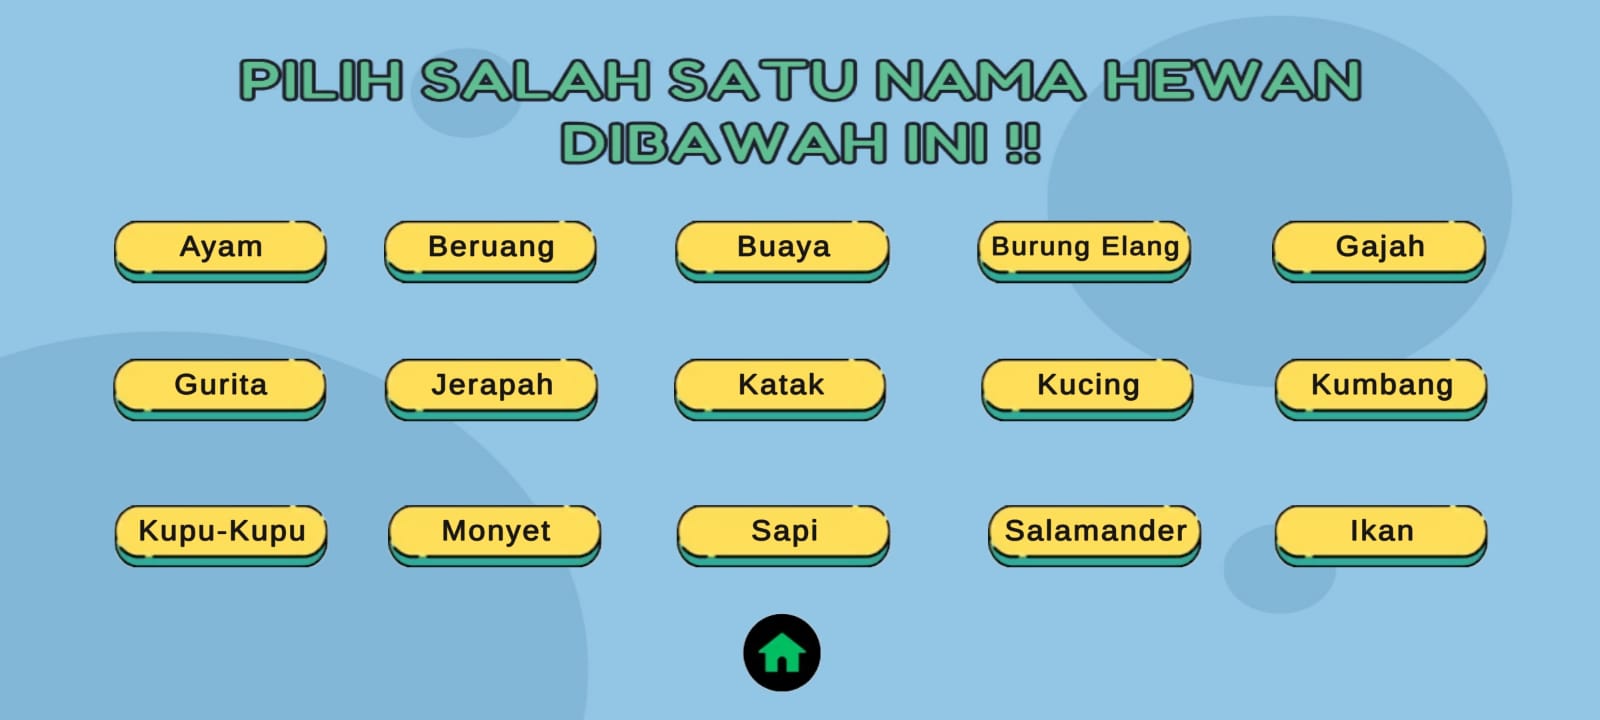 PILIH SALAH SATU NAMA HEWAN
DIBAWAH INI !!
Ayam
Beruang
Buaya
Burung Elang
Gajah
Gurita
Jerapah
Katak
Kucing
Kumbang
Kupu-Kupu
Monyet
Sapi
Salamander
Ikan